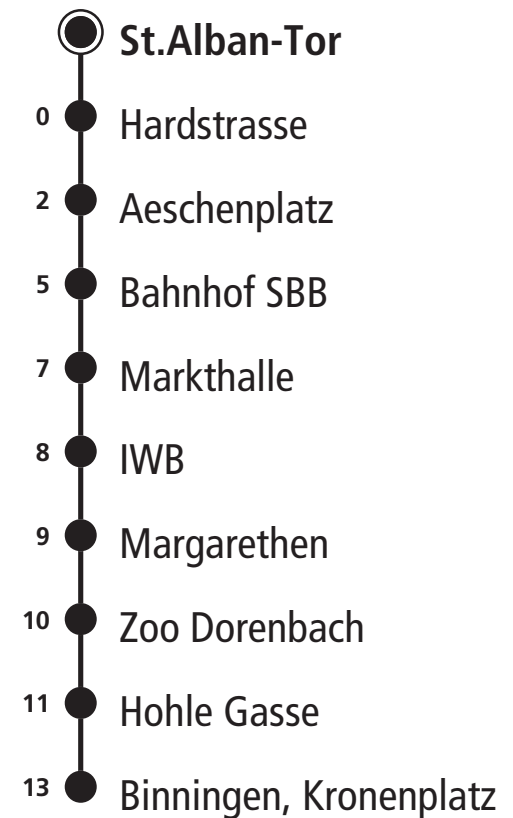 St.Alban-Tor
0 Hardstrasse
2 Aeschenplatz
5 Bahnhof SBB
7 Markthalle
8 IWB
9 Margarethen
10 Zoo Dorenbach
11 Hohle Gasse
13 Binningen, Kronenplatz